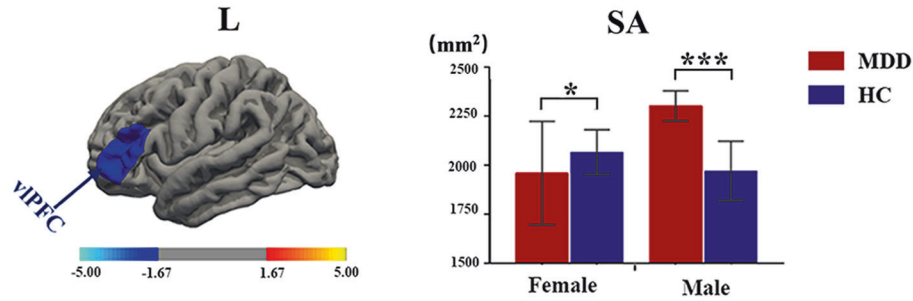 L
vlPFC
-5.00 -1.67 1.67 5.00
SA
(mm²)
2500
2250
2000
1750
1500
*
***
Female Male
MDD
HC